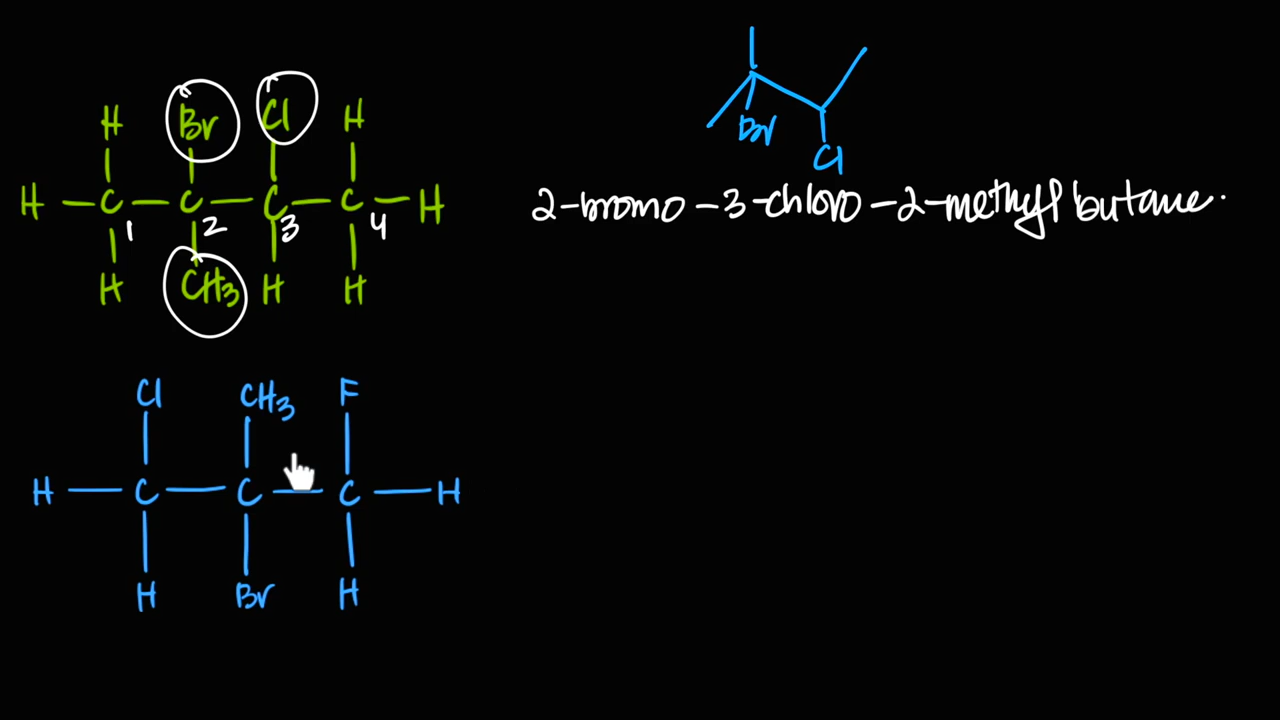 H Br Cl H
H C C C C H
1 2 3 4
H CH3 H H
Br
Cl
2-bromo-3-chloro-2-methyl butane.
Cl CH3 F
H C C C H
H Br H